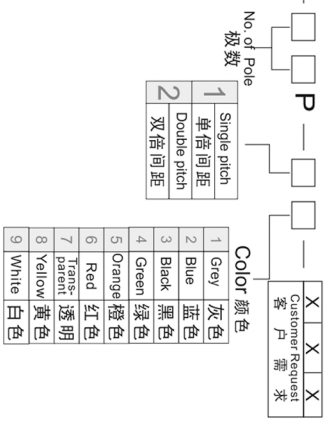 P — — X X X
No. of Pole
极数
Customer Request
客户需求
1 Single pitch
单倍间距
2 Double pitch
双倍间距
Color 颜色
1 Grey 灰色
2 Blue 蓝色
3 Black 黑色
4 Green 绿色
5 Orange 橙色
6 Red 红色
7 Trans-
parent 透明
8 Yellow 黄色
9 White 白色